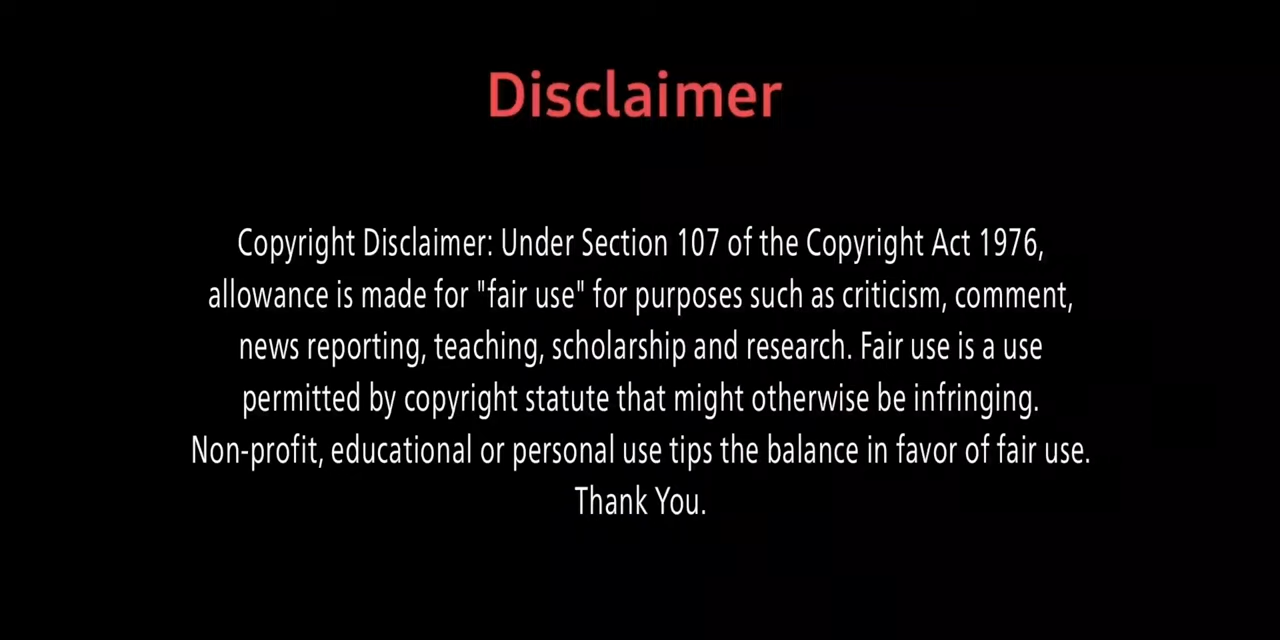 Disclaimer
Copyright Disclaimer: Under Section 107 of the Copyright Act 1976,
allowance is made for "fair use" for purposes such as criticism, comment,
news reporting, teaching, scholarship and research. Fair use is a use
permitted by copyright statute that might otherwise be infringing.
Non-profit, educational or personal use tips the balance in favor of fair use.
Thank You.